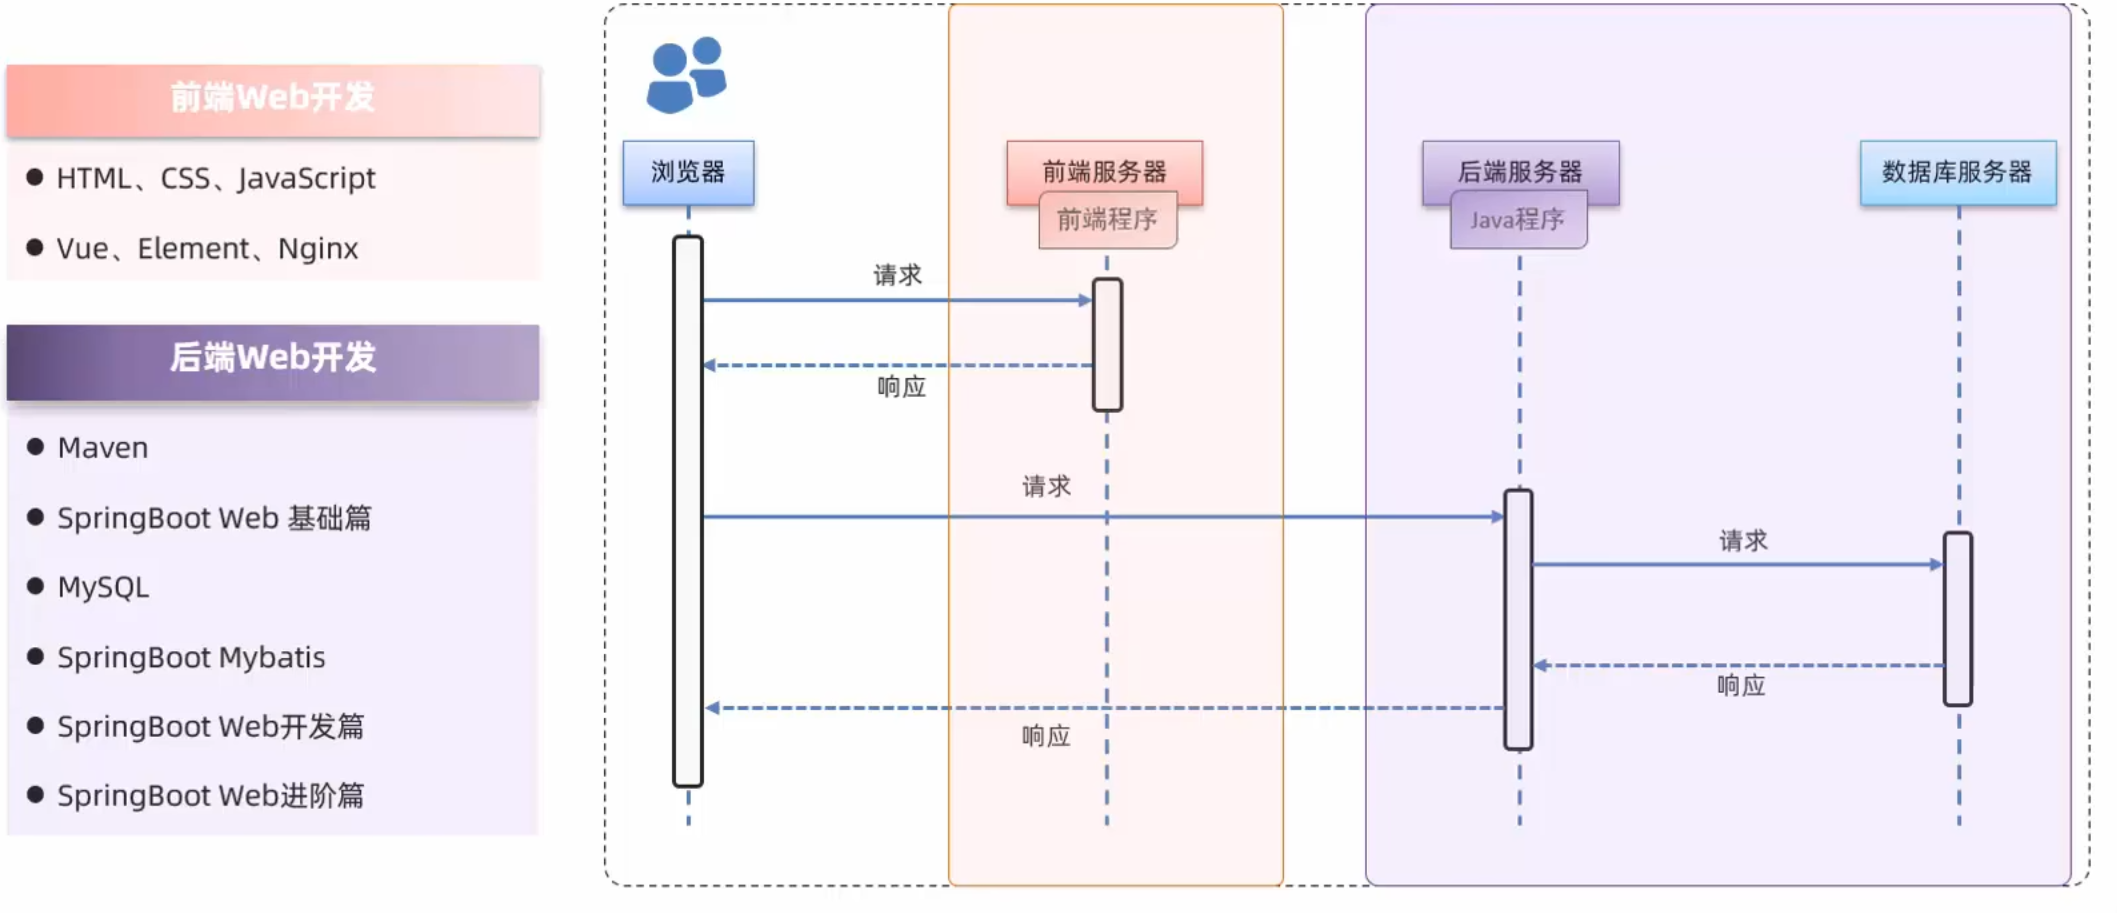 前端Web开发
HTML、CSS、JavaScript
Vue、Element、Nginx
后端Web开发
Maven
SpringBoot Web 基础篇
MySQL
SpringBoot Mybatis
SpringBoot Web开发篇
SpringBoot Web进阶篇
浏览器
前端服务器
前端程序
后端服务器
Java程序
数据库服务器
请求
响应
请求
请求
响应
响应